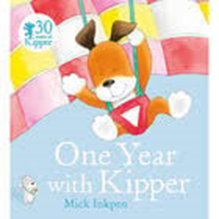 30
years of
Kipper
One Year
with Kipper
Mick Inkpen